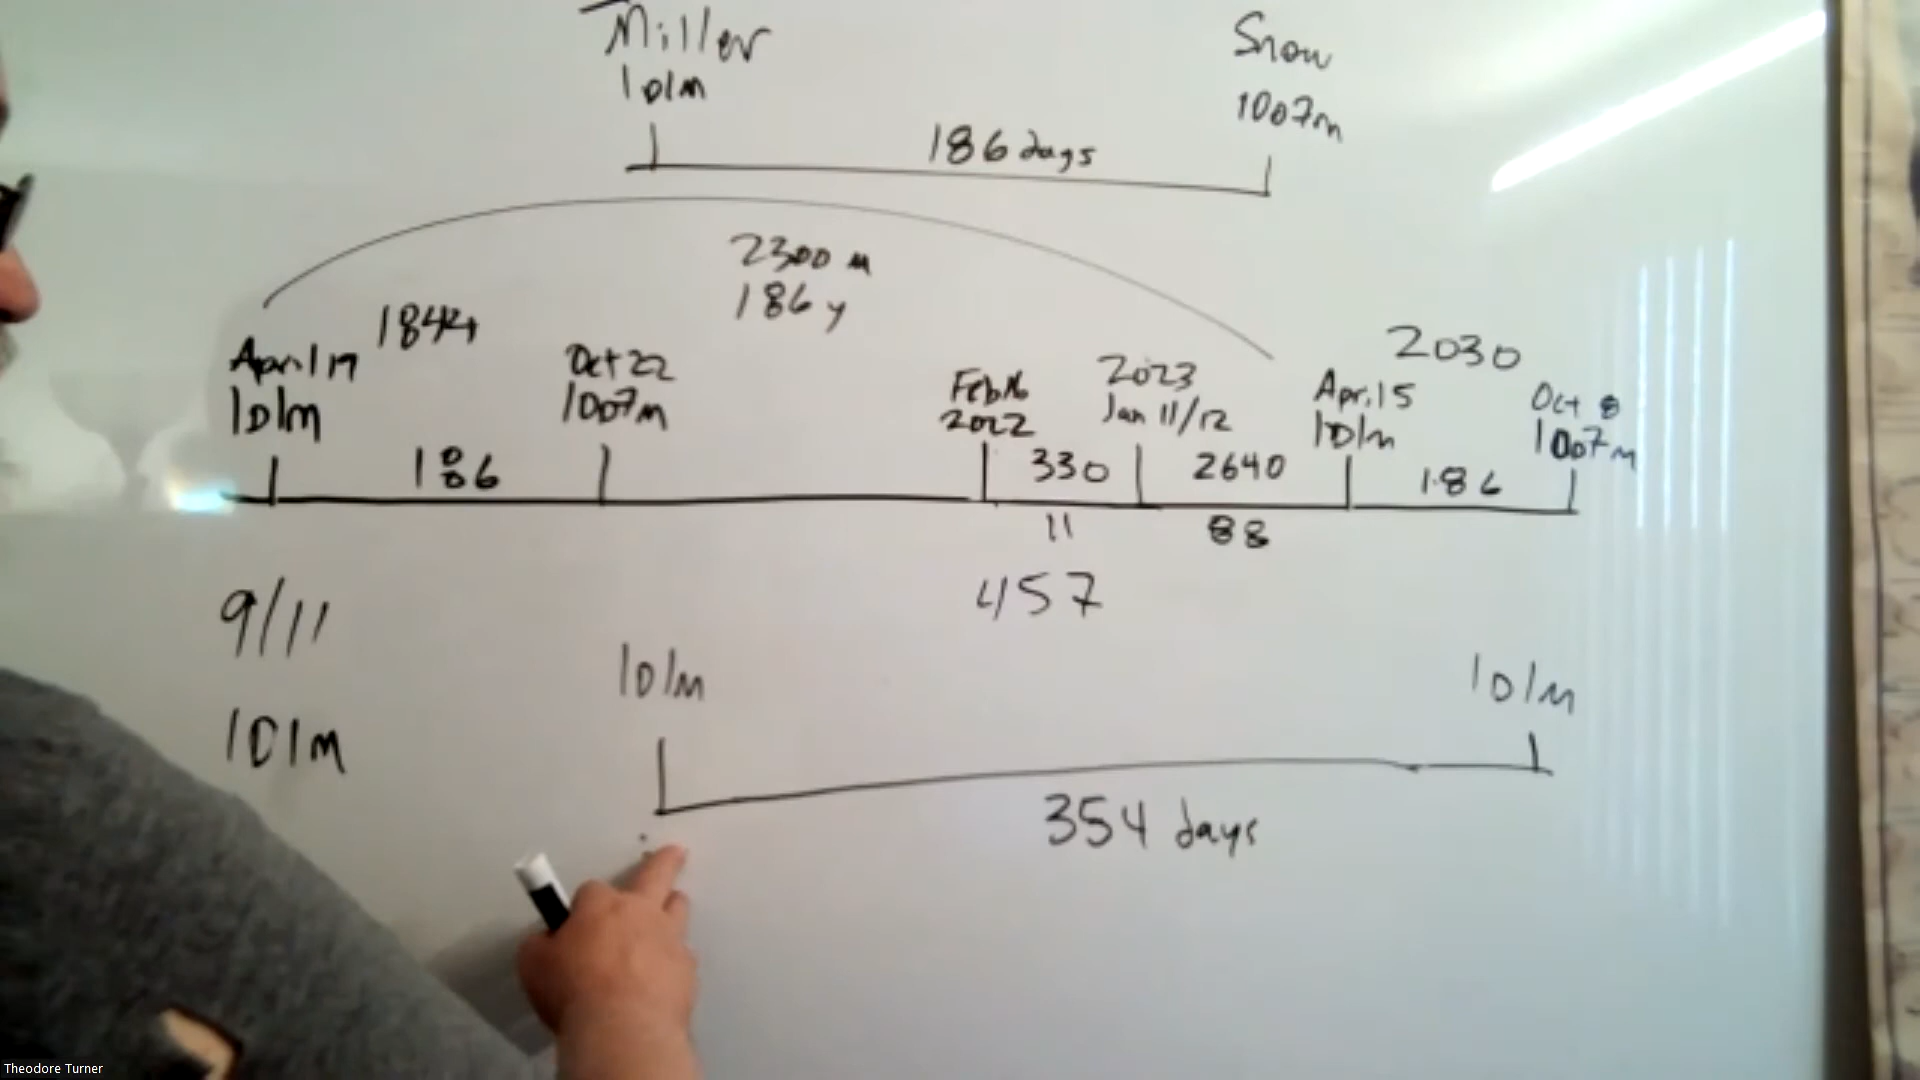 Miller
101m
Snow
1007m
186 days
2300 m
186 y
1844
April 19
101m
Oct 22
1007m
Feb 16
2022
2023
Jan 11/12
2030
Apr. 15
101m
Oct 8
1007m
186
330
2640
186
11
88
457
9/11
101m
101m
101m
354 days
Theodore Turner